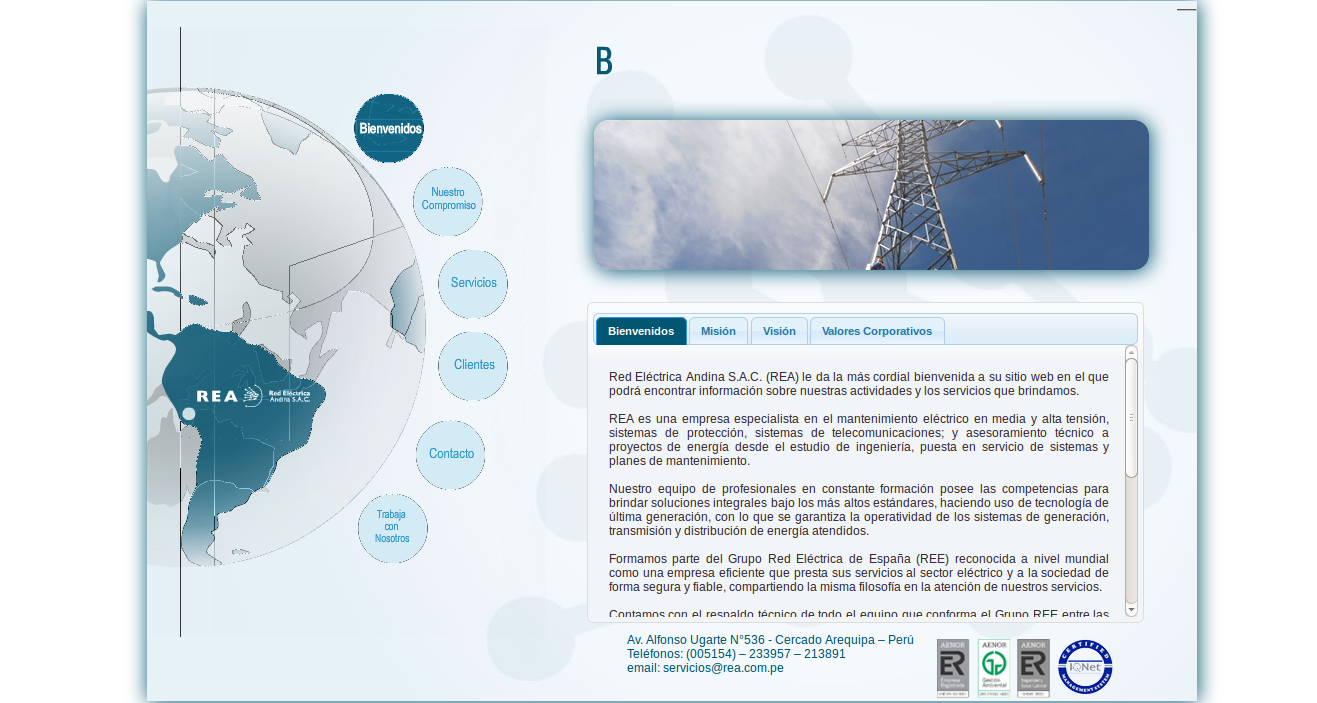 B
Bienvenidos
Nuestro
Compromiso
Servicios
Clientes
Contacto
Trabaja
con
Nosotros
REA
Red Eléctrica
Andina S.A.C.
Bienvenidos
Misión
Visión
Valores Corporativos
Red Eléctrica Andina S.A.C. (REA) le da la más cordial bienvenida a su sitio web en el que
podrá encontrar información sobre nuestras actividades y los servicios que brindamos.
REA es una empresa especialista en el mantenimiento eléctrico en media y alta tensión,
sistemas de protección, sistemas de telecomunicaciones; y asesoramiento técnico a
proyectos de energía desde el estudio de ingeniería, puesta en servicio de sistemas y
planes de mantenimiento.
Nuestro equipo de profesionales en constante formación posee las competencias para
brindar soluciones integrales bajo los más altos estándares, haciendo uso de tecnología de
última generación, con lo que se garantiza la operatividad de los sistemas de generación,
transmisión y distribución de energía atendidos.
Formamos parte del Grupo Red Eléctrica de España (REE) reconocida a nivel mundial
como una empresa eficiente que presta sus servicios al sector eléctrico y a la sociedad de
forma segura y fiable, compartiendo la misma filosofía en la atención de nuestros servicios.
Contamos con el respaldo técnico de todo el equipo que conforma el Grupo REE entre las
Av. Alfonso Ugarte N°536 - Cercado Arequipa – Perú
Teléfonos: (005154) – 233957 – 213891
email: servicios@rea.com.pe
AENOR
ER
Empresa
Registrada
AENOR
Gestión
Ambiental
AENOR
ER
CERTIFIED
IQNet
MANAGEMENT SYSTEM